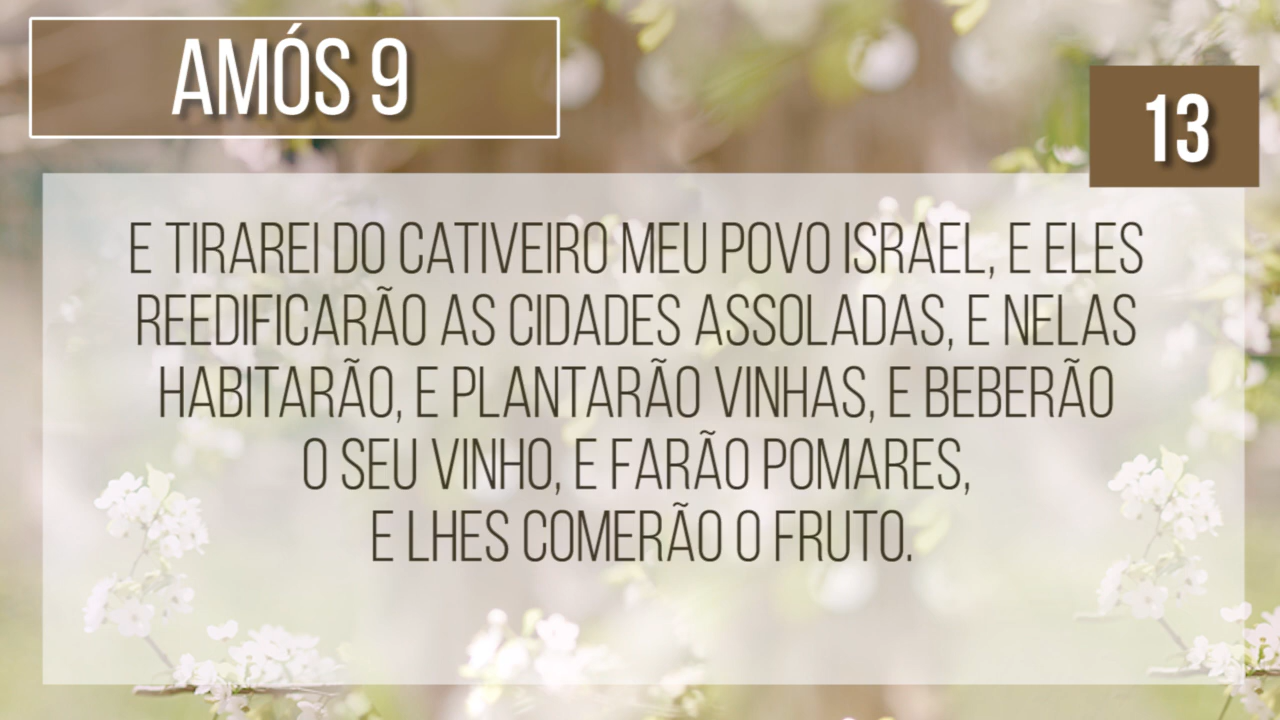 AMÓS 9
13
E TIRAREI DO CATIVEIRO MEU POVO ISRAEL, E ELES
REEDIFICARÃO AS CIDADES ASSOLADAS, E NELAS
HABITARÃO, E PLANTARÃO VINHAS, E BEBERÃO
O SEU VINHO, E FARÃO POMARES,
E LHES COMERÃO O FRUTO.